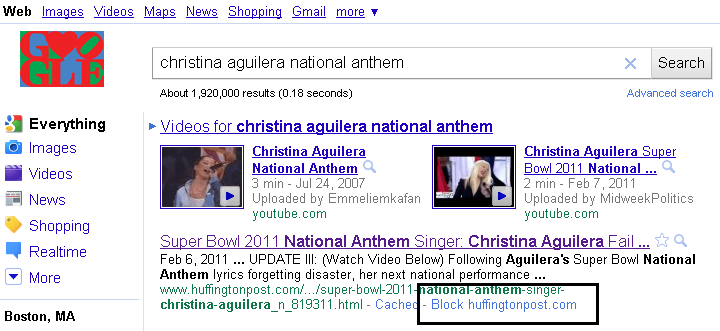 Web Images Videos Maps News Shopping Gmail more ▼
GOOGLE
christina aguilera national anthem × Search
About 1,920,000 results (0.18 seconds) Advanced search
Everything
Images
Videos
News
Shopping
Realtime
More
Boston, MA
Videos for christina aguilera national anthem
Christina Aguilera
National Anthem
3 min - Jul 24, 2007
Uploaded by Emmeliemkafan
youtube.com
Christina Aguilera Super
Bowl 2011 National ...
2 min - Feb 7, 2011
Uploaded by MidweekPolitics
youtube.com
Super Bowl 2011 National Anthem Singer: Christina Aguilera Fail ...
Feb 6, 2011 ... UPDATE III: (Watch Video Below) Following Aguilera's Super Bowl National
Anthem lyrics forgetting disaster, her next national performance ...
www.huffingtonpost.com/.../super-bowl-2011-national-anthem-singer-
christina-aguilera_n_819311.html - Cached - Block huffingtonpost.com